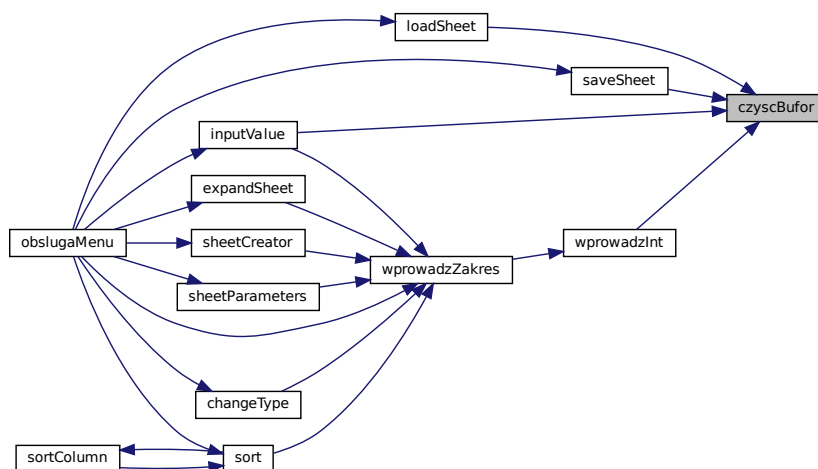 loadSheet
saveSheet
czyscBufor
inputValue
expandSheet
obslugaMenu
sheetCreator
wprowadzInt
wprowadzZakres
sheetParameters
changeType
sortColumn
sort